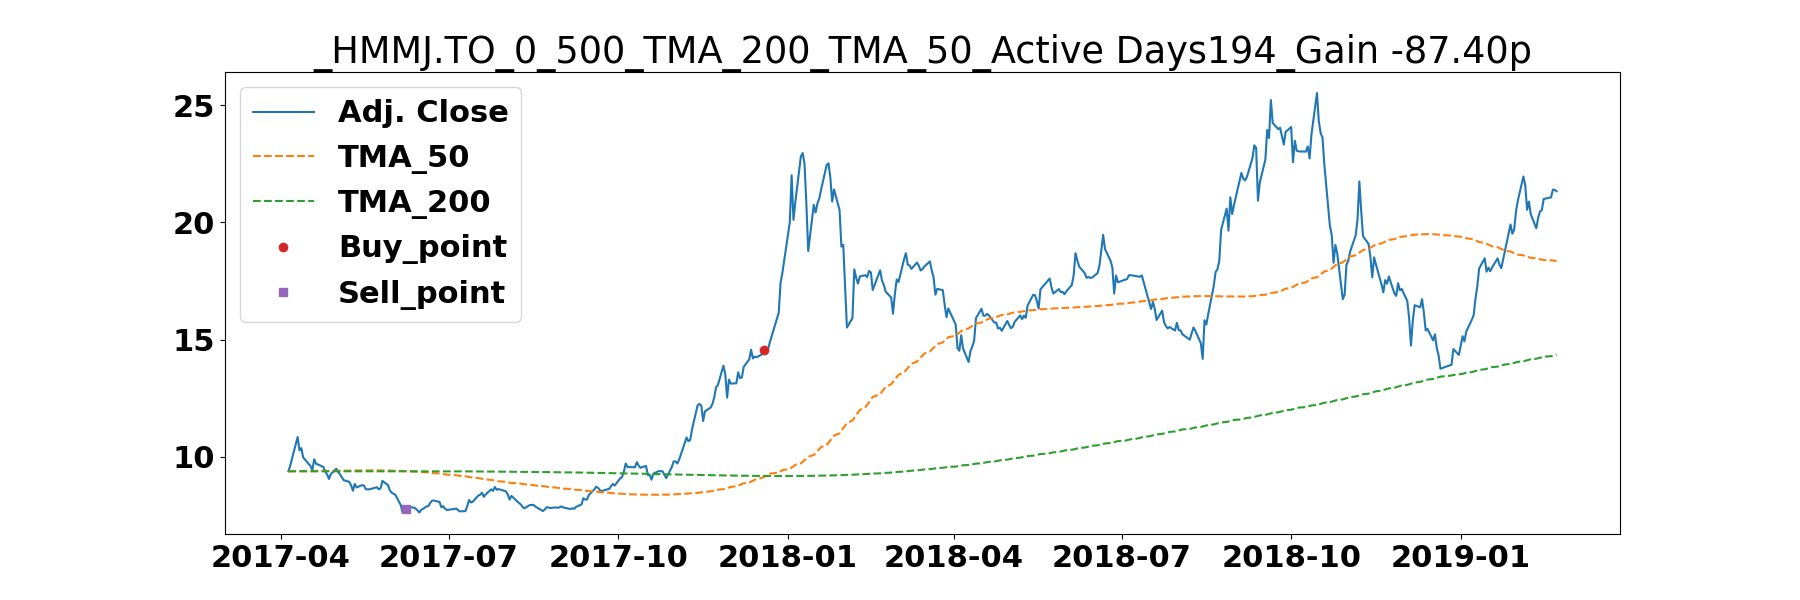 _HMMJ.TO_0_500_TMA_200_TMA_50_Active Days194_Gain -87.40p
25
20
15
10
Adj. Close
TMA_50
TMA_200
Buy_point
Sell_point
2017-04 2017-07 2017-10 2018-01 2018-04 2018-07 2018-10 2019-01